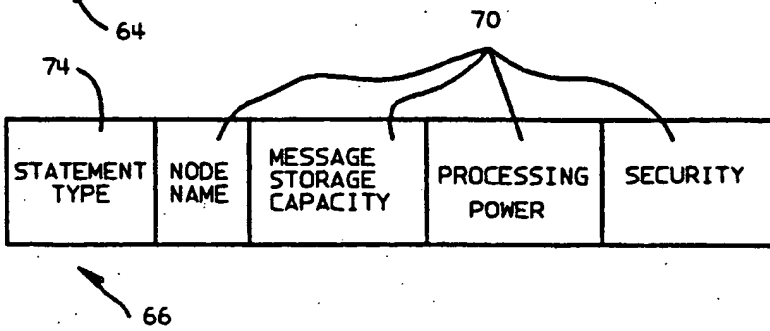 64
70
74
STATEMENT TYPE
NODE NAME
MESSAGE STORAGE CAPACITY
PROCESSING POWER
SECURITY
66